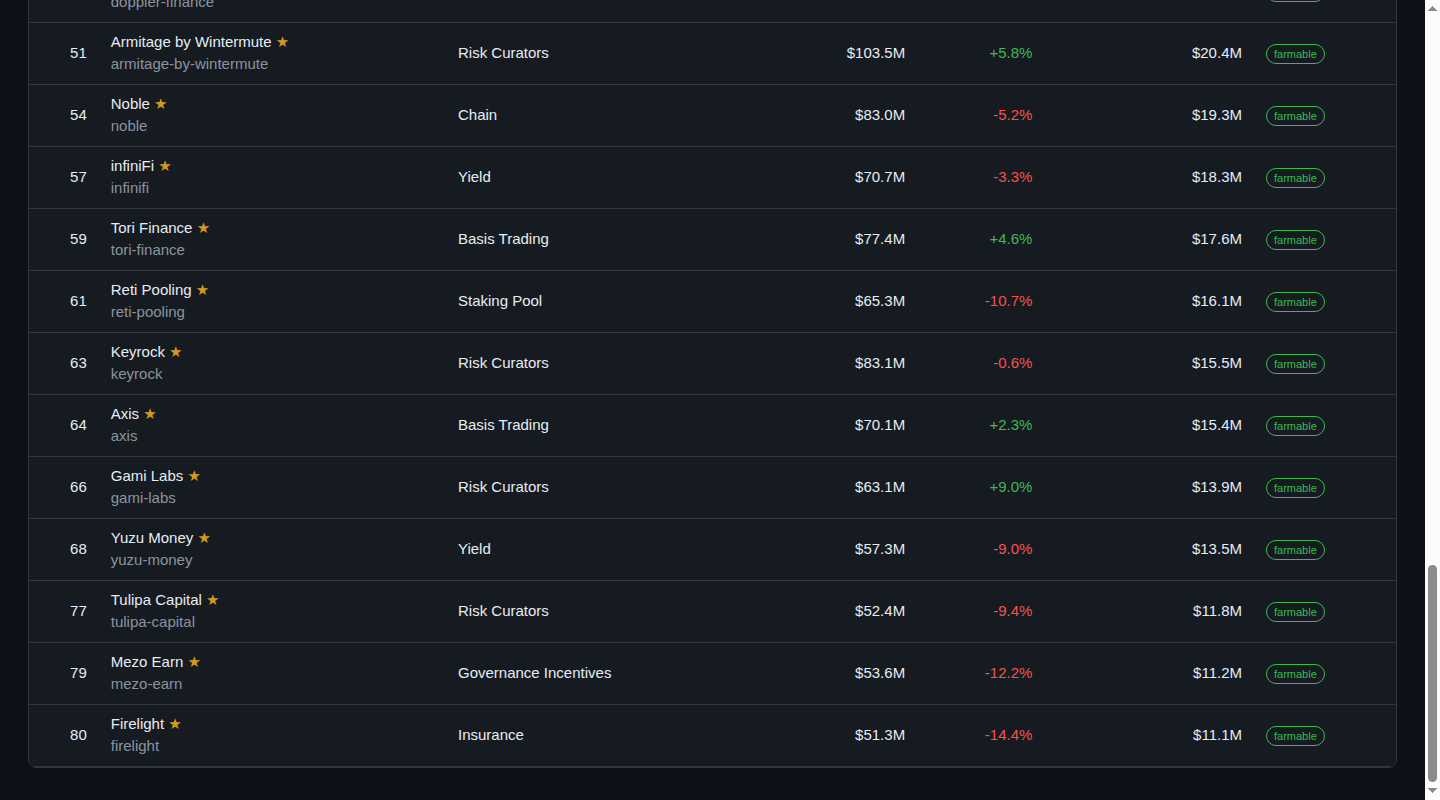 doppler-finance
51 Armitage by Wintermute ★ Risk Curators $103.5M +5.8% $20.4M farmable
armitage-by-wintermute
54 Noble ★ Chain $83.0M -5.2% $19.3M farmable
noble
57 infiniFi ★ Yield $70.7M -3.3% $18.3M farmable
infinifi
59 Tori Finance ★ Basis Trading $77.4M +4.6% $17.6M farmable
tori-finance
61 Reti Pooling ★ Staking Pool $65.3M -10.7% $16.1M farmable
reti-pooling
63 Keyrock ★ Risk Curators $83.1M -0.6% $15.5M farmable
keyrock
64 Axis ★ Basis Trading $70.1M +2.3% $15.4M farmable
axis
66 Gami Labs ★ Risk Curators $63.1M +9.0% $13.9M farmable
gami-labs
68 Yuzu Money ★ Yield $57.3M -9.0% $13.5M farmable
yuzu-money
77 Tulipa Capital ★ Risk Curators $52.4M -9.4% $11.8M farmable
tulipa-capital
79 Mezo Earn ★ Governance Incentives $53.6M -12.2% $11.2M farmable
mezo-earn
80 Firelight ★ Insurance $51.3M -14.4% $11.1M farmable
firelight